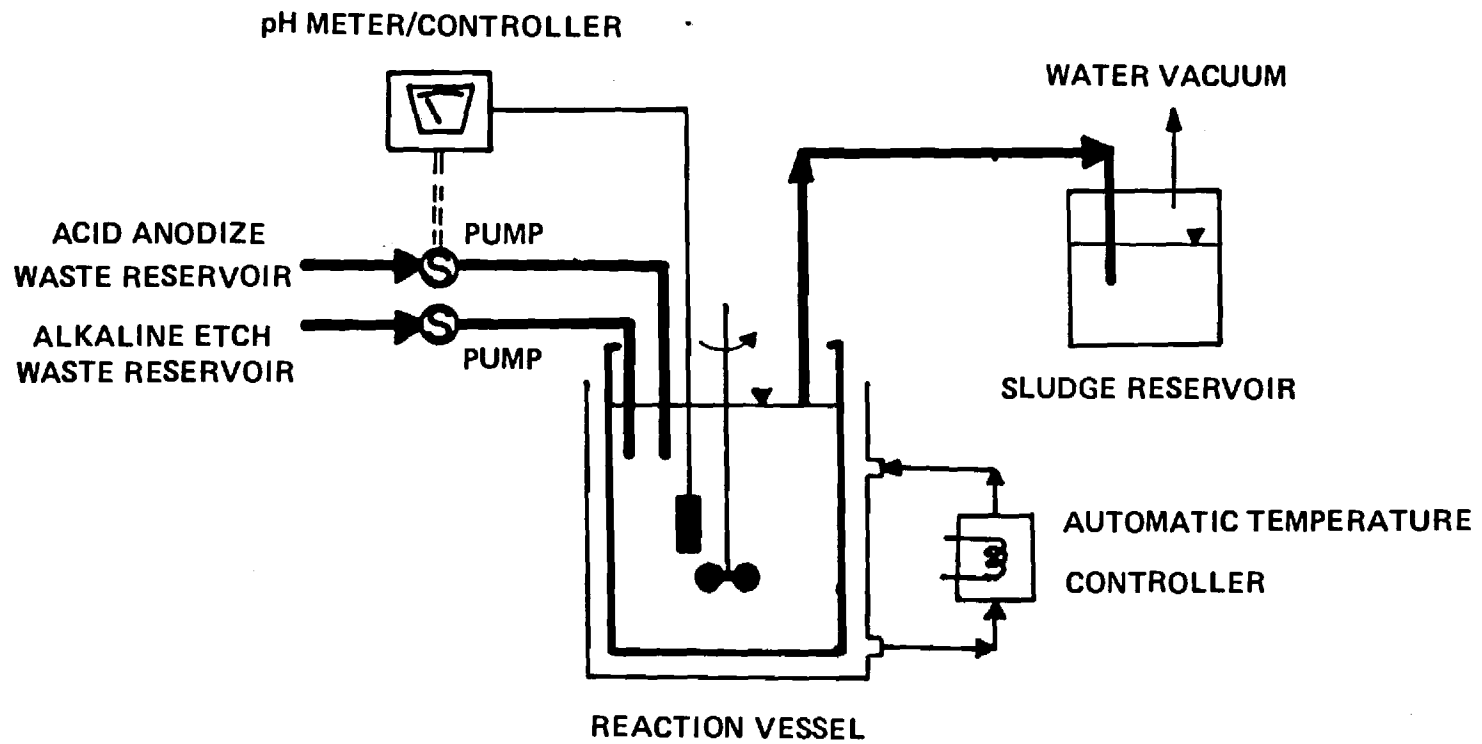 pH METER/CONTROLLER
WATER VACUUM
ACID ANODIZE
WASTE RESERVOIR
PUMP
S
ALKALINE ETCH
WASTE RESERVOIR
S
PUMP
SLUDGE RESERVOIR
AUTOMATIC TEMPERATURE
CONTROLLER
REACTION VESSEL